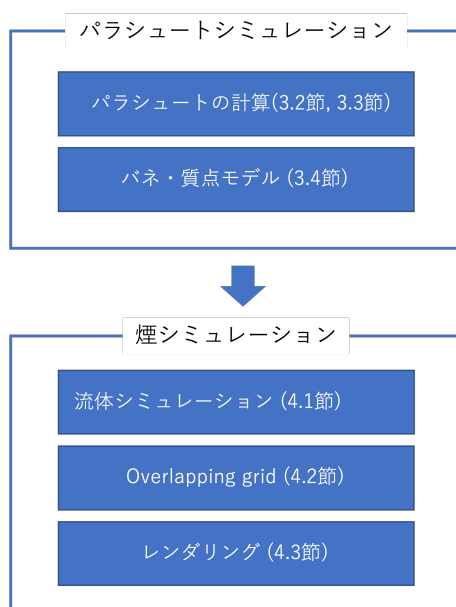 パラシュートシミュレーション
パラシュートの計算(3.2節, 3.3節)
バネ・質点モデル (3.4節)
煙シミュレーション
流体シミュレーション (4.1節)
Overlapping grid (4.2節)
レンダリング (4.3節)